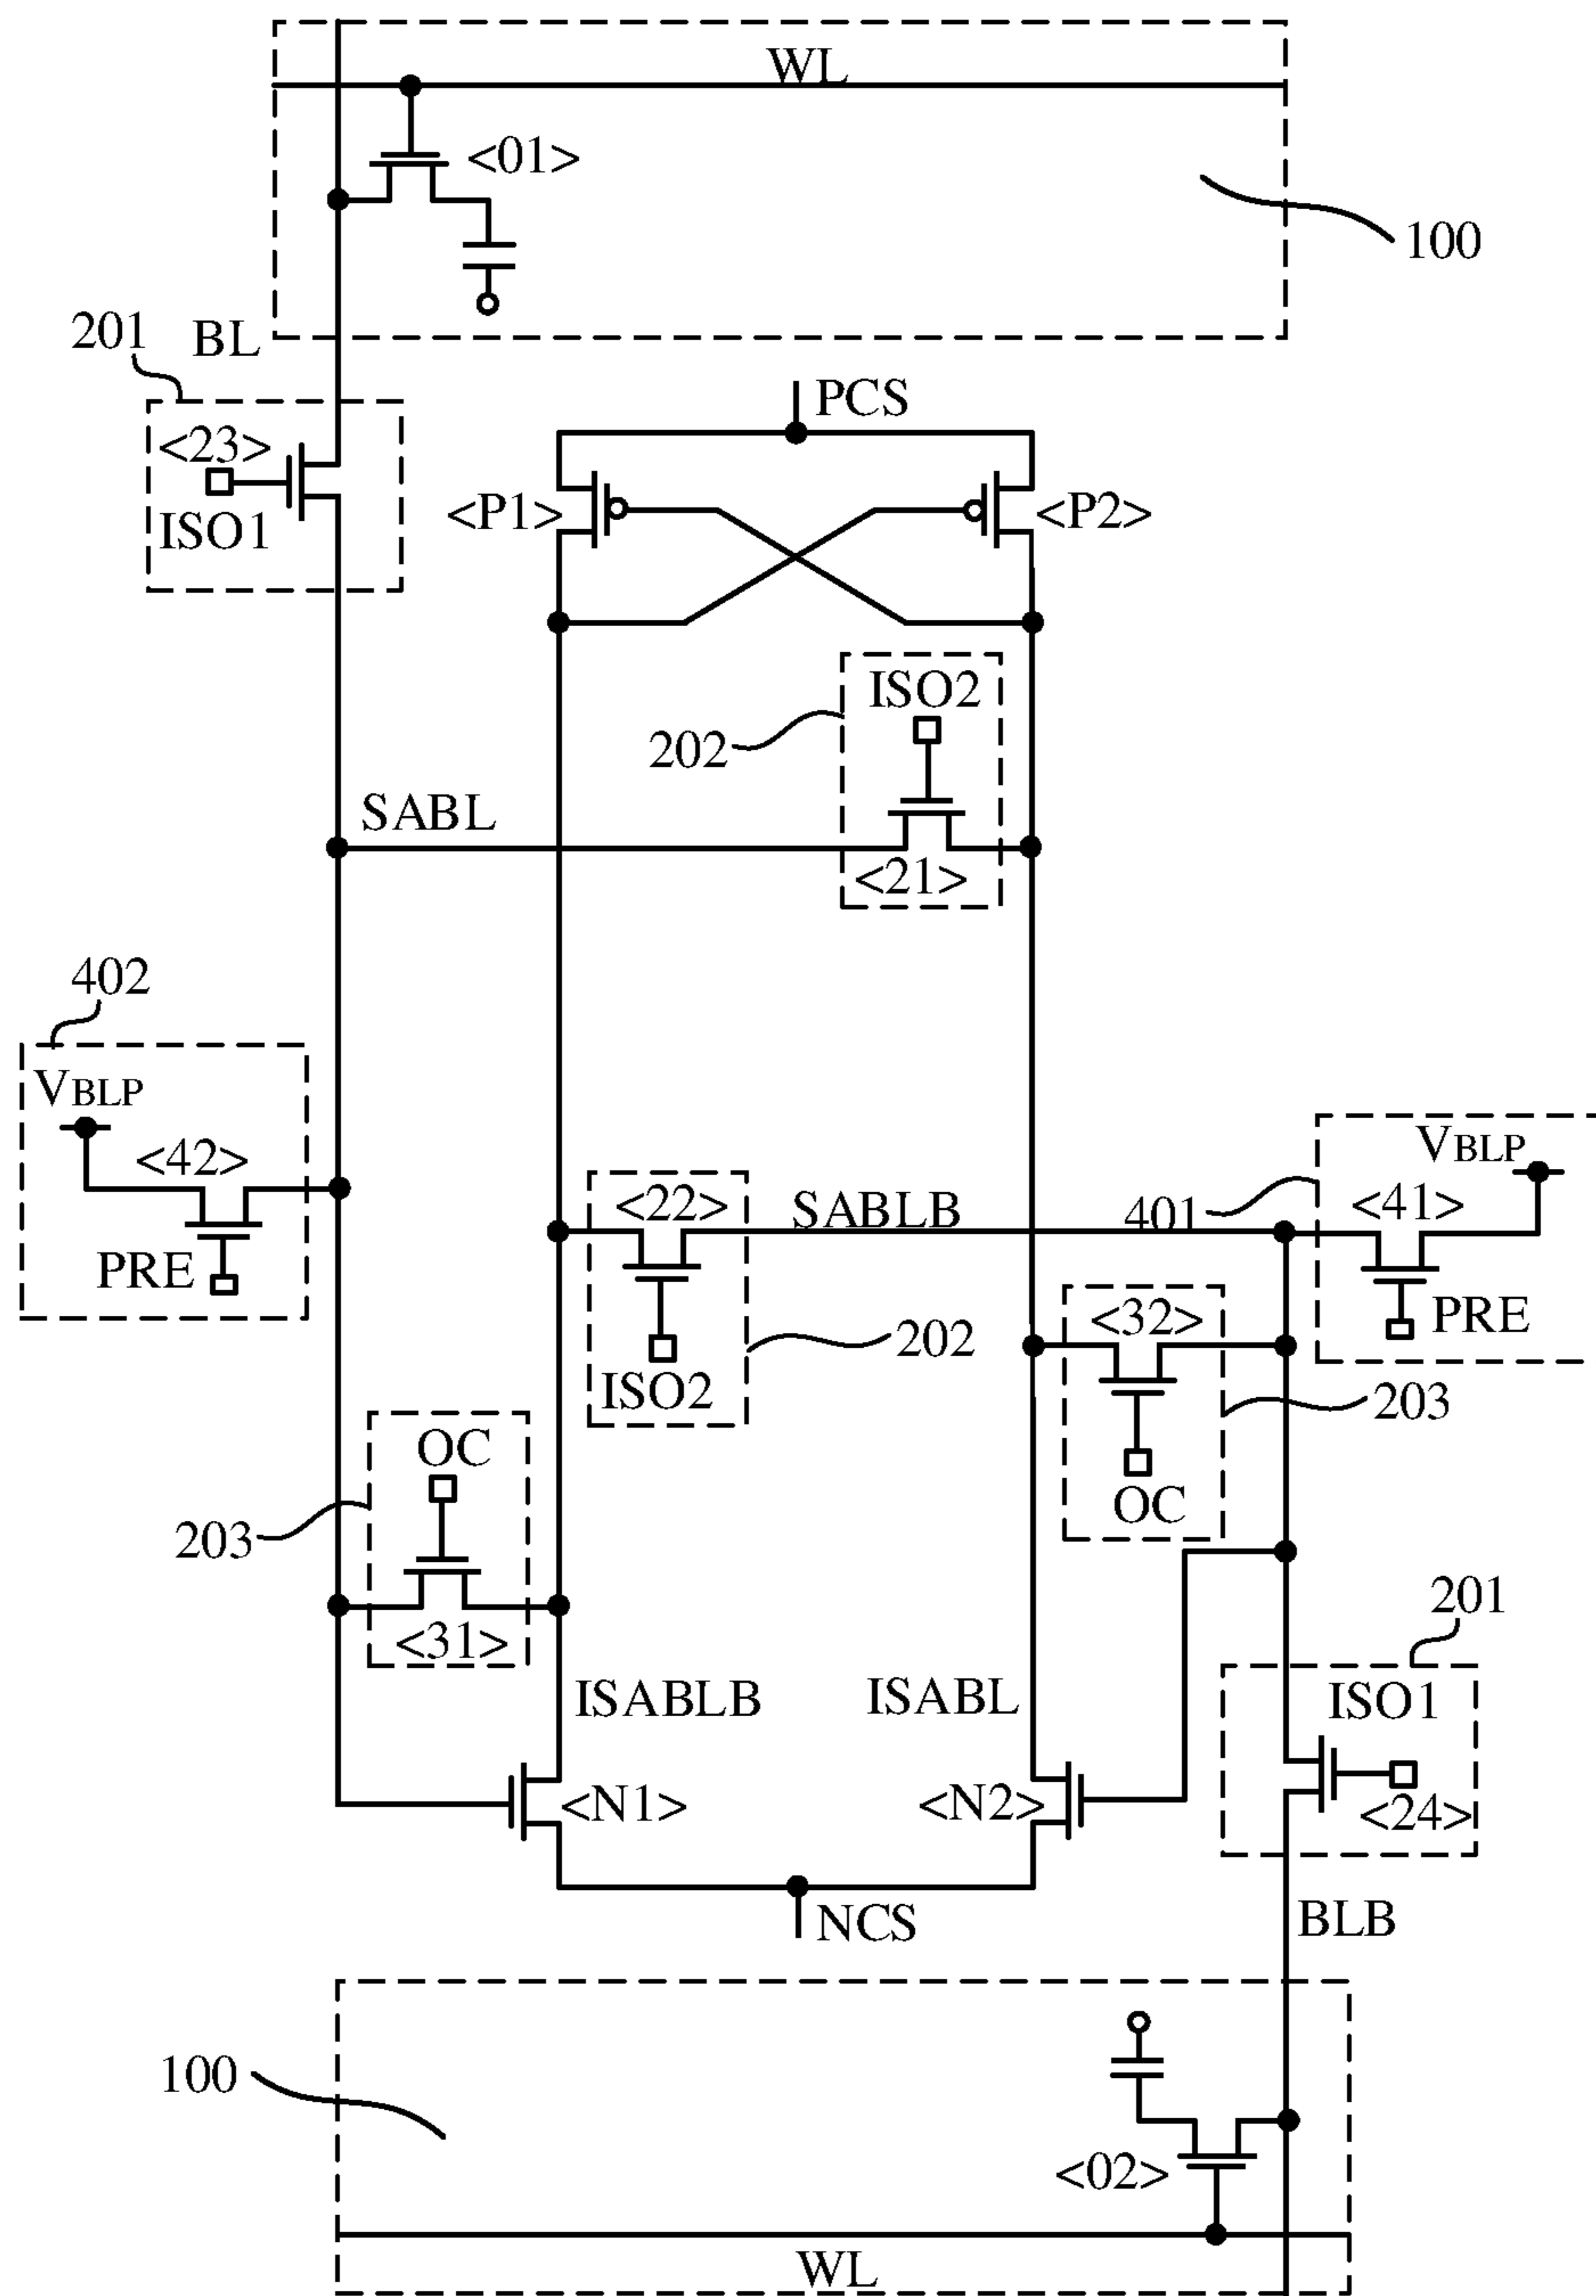 WL
<01>
100
201
BL
<23>
ISO1
PCS
<P1>
<P2>
ISO2
202
SABL
<21>
402
VBLP
<42>
PRE
<22>
SABLB
401
VBLP
<41>
PRE
<32>
202
ISO2
203
OC
OC
203
<31>
201
ISABLB
ISABL
ISO1
<N1>
<N2>
<24>
NCS
BLB
100
<02>
WL